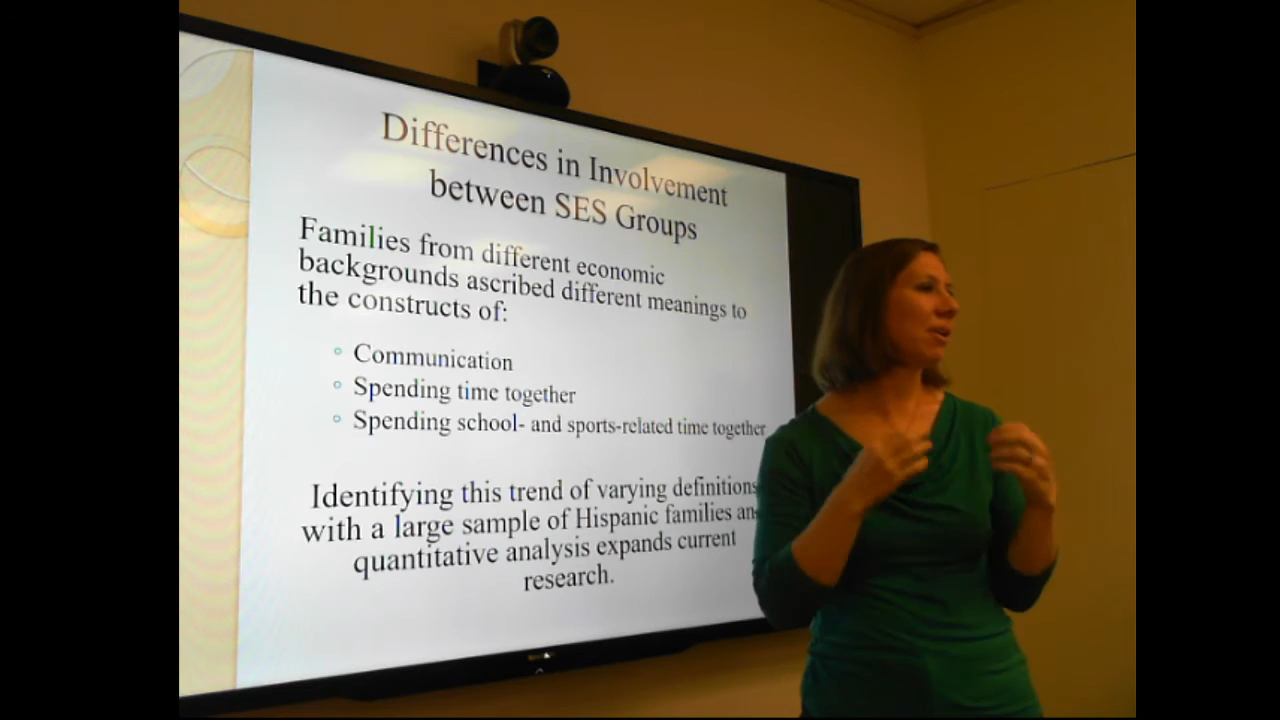 Differences in Involvement
between SES Groups
Families from different economic
backgrounds ascribed different meanings to
the constructs of:
Communication
Spending time together
Spending school- and sports-related time together
Identifying this trend of varying definitions
with a large sample of Hispanic families an
quantitative analysis expands current
research.